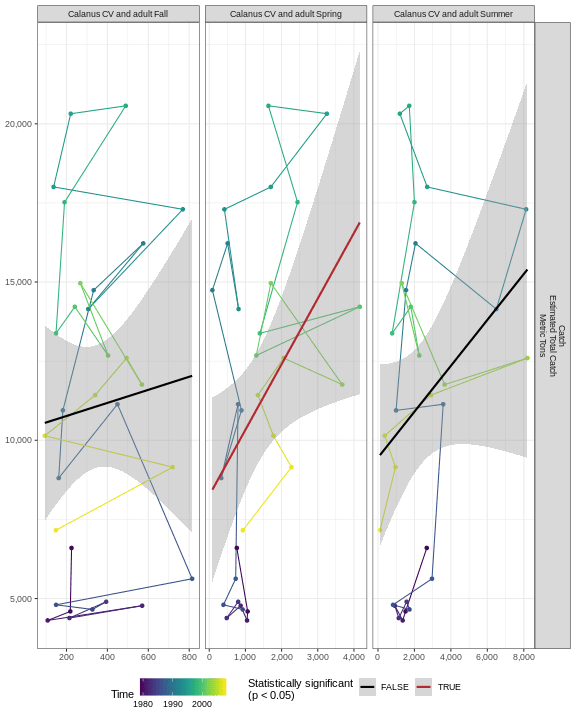 Calanus CV and adult Fall
Calanus CV and adult Spring
Calanus CV and adult Summer
20,000
15,000
10,000
5,000
Catch
Estimated Total Catch
Metric Tons
200 400 600 800
0 1,000 2,000 3,000 4,000
0 2,000 4,000 6,000 8,000
Time
1980 1990 2000
Statistically significant
(p < 0.05)
FALSE
TRUE